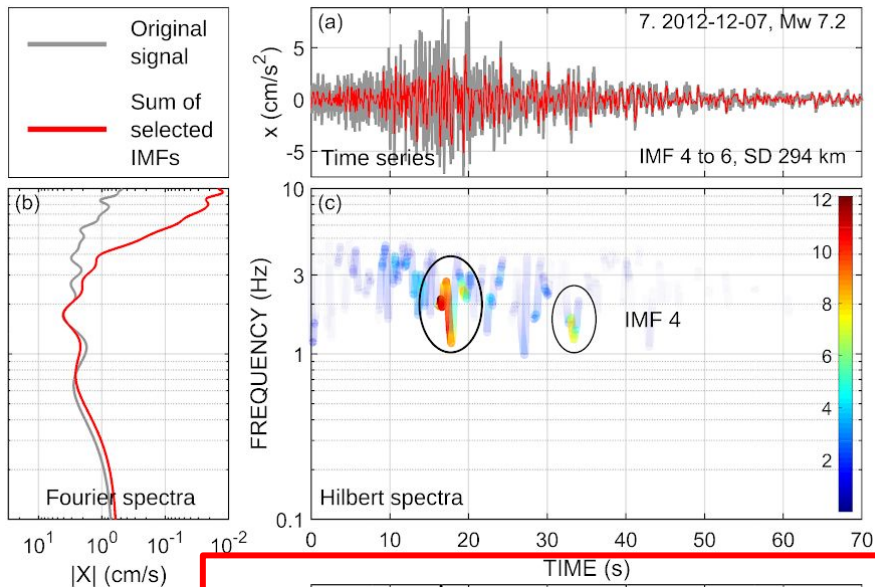 Original
signal
Sum of
selected
IMFs
(a)
7. 2012-12-07, Mw 7.2
x (cm/s²)
5
0
-5
Time series
IMF 4 to 6, SD 294 km
(b)
Fourier spectra
10¹ 10⁰ 10⁻¹ 10⁻²
|X| (cm/s)
(c)
FREQUENCY (Hz)
10
3
1
0.1
IMF 4
12
10
8
6
4
2
Hilbert spectra
0 10 20 30 40 50 60 70
TIME (s)